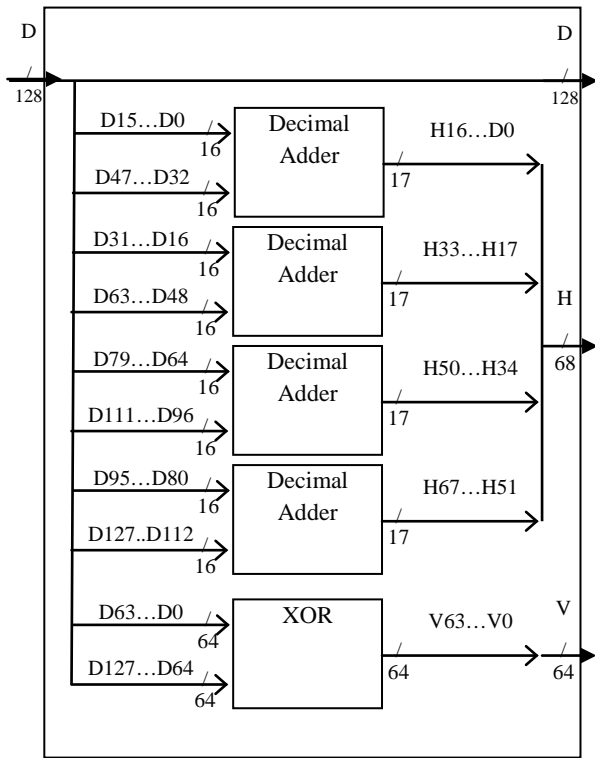 D D
128 128
D15…D0 16 Decimal Adder H16…D0 17
D47…D32 16
D31…D16 16 Decimal Adder H33…H17 17
D63…D48 16
H 68
D79…D64 16 Decimal Adder H50…H34 17
D111…D96 16
D95…D80 16 Decimal Adder H67…H51 17
D127..D112 16
D63…D0 64 XOR V63…V0 64 V 64
D127…D64 64